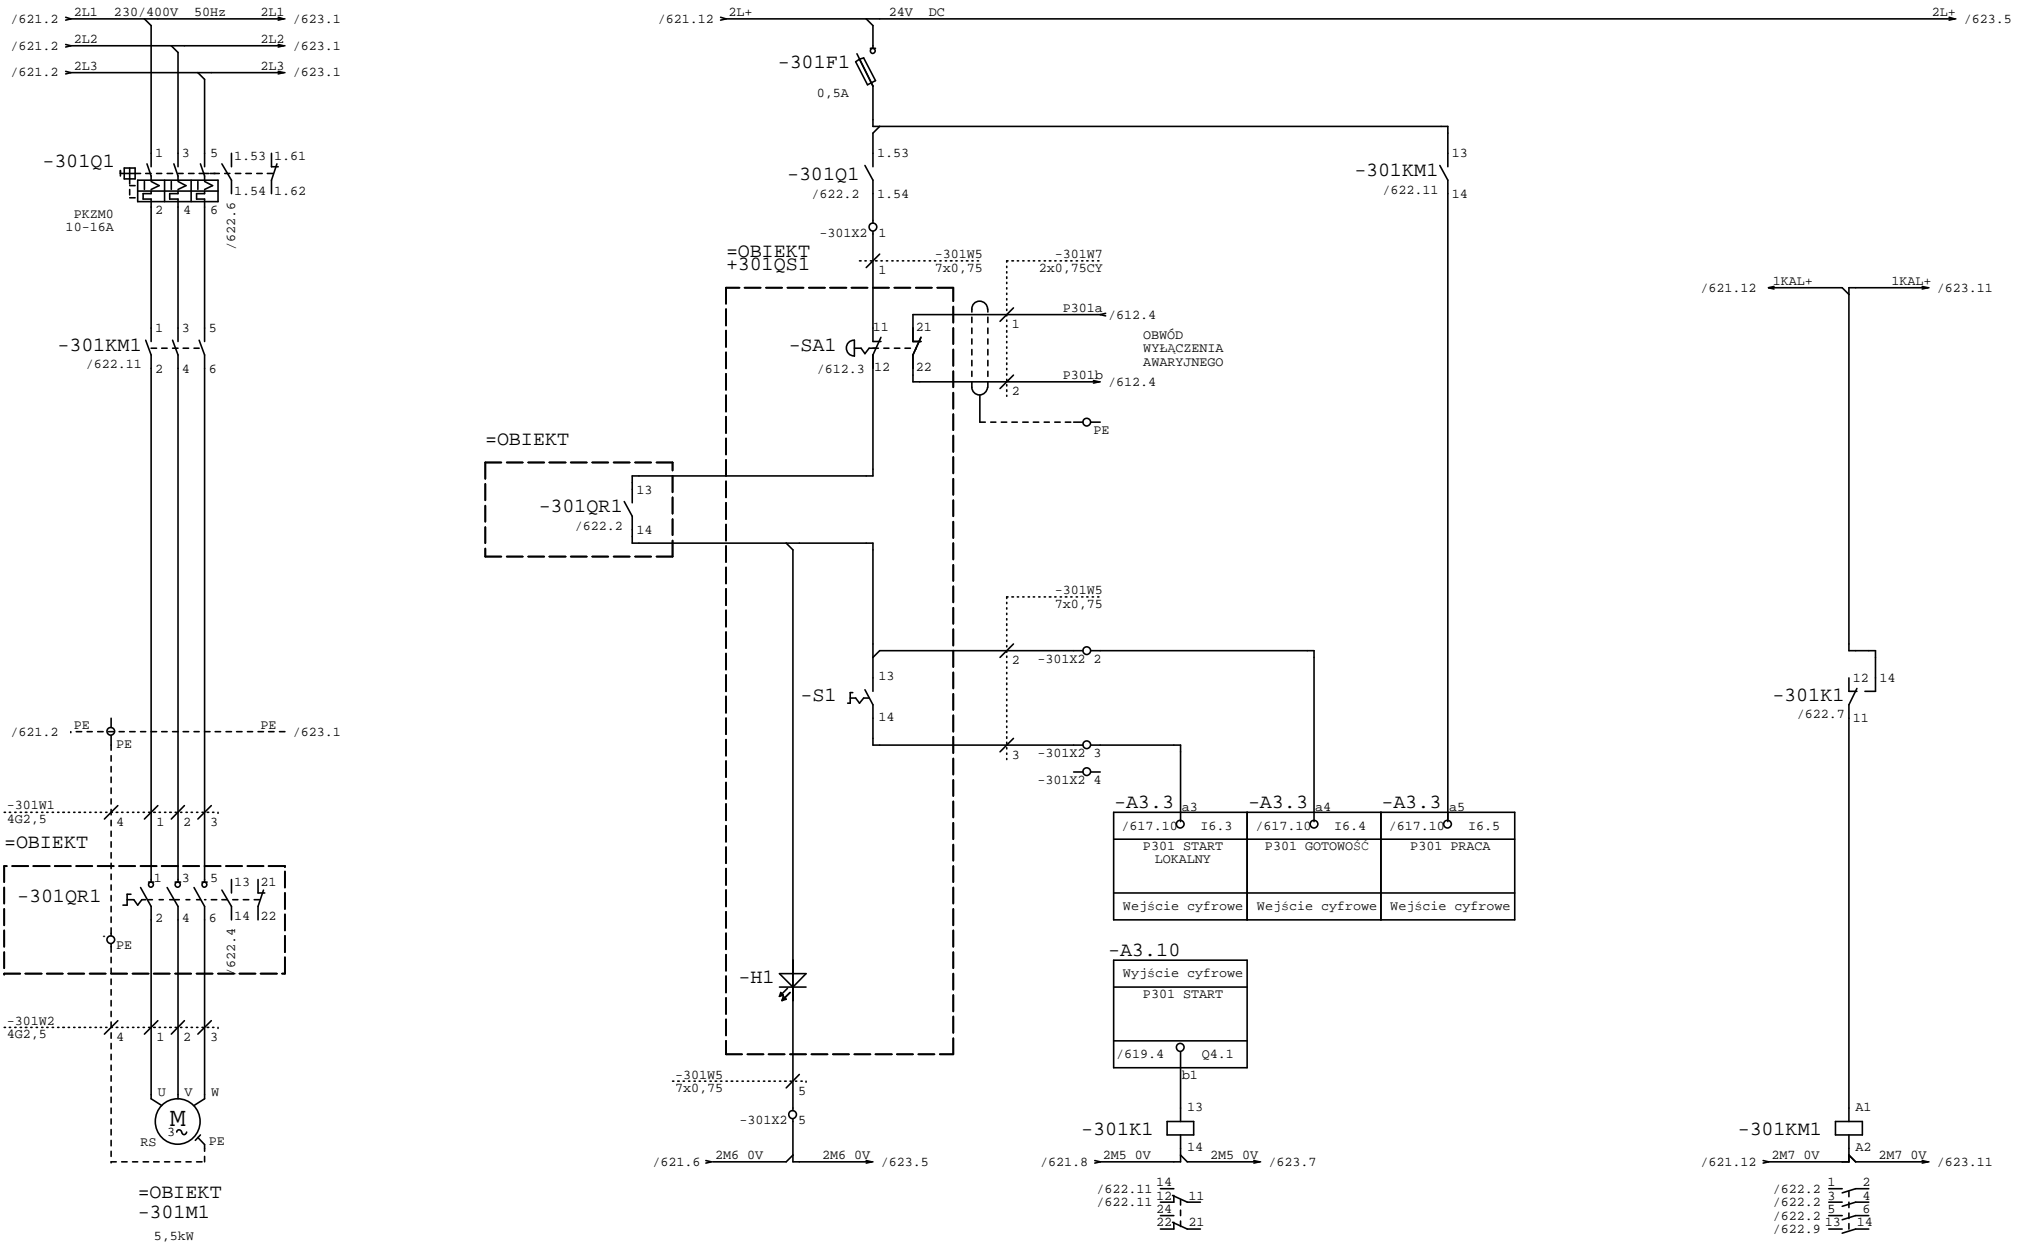 /621.2 2L1 230/400V 50Hz 2L1 /623.1
/621.2 2L2 2L2 /623.1
/621.2 2L3 2L3 /623.1
-301Q1
1 3 5 1.53 1.61
2 4 6 1.54 1.62
PKZM0
10-16A
/622.6
-301KM1
/622.11
1 3 5
2 4 6
/621.2 PE PE /623.1
PE
-301W1
4G2,5
4 1 2 3
=OBIEKT
-301QR1
1 3 5 13 21
2 4 6 14 22
PE
/622.4
-301W2
4G2,5
4 1 2 3
U V W
M
3~
RS PE
=OBIEKT
-301M1
5,5kW
/621.12 2L+ 24V DC 2L+ /623.5
-301F1
0,5A
-301Q1
/622.2
1.53
1.54
-301X2 1
=OBIEKT
+301QS1
-301W5
7x0,75
1
-301W7
2x0,75CY
-SA1
/612.3
11 21
12 22
1 P301a /612.4
OBWÓD
WYŁĄCZENIA
AWARYJNEGO
2 P301b /612.4
PE
=OBIEKT
-301QR1
/622.2
13
14
-301W5
7x0,75
2 -301X2 2
-S1
13
14
3 -301X2 3
-301X2 4
-301KM1
/622.11
13
14
-A3.3 a3 -A3.3 a4 -A3.3 a5
/617.10 I6.3 /617.10 I6.4 /617.10 I6.5
P301 START
LOKALNY
P301 GOTOWOŚĆ
P301 PRACA
Wejście cyfrowe Wejście cyfrowe Wejście cyfrowe
-H1
-301W5
7x0,75
5
-301X2 5
/621.6 2M6 0V 2M6 0V /623.5
-A3.10
Wyjście cyfrowe
P301 START
/619.4 Q4.1
b1
-301K1
13
14
/621.8 2M5 0V 2M5 0V /623.7
/622.11 14
/622.11 12 11
24
22 21
/621.12 1KAL+ 1KAL+ /623.11
-301K1
/622.7
12 14
11
-301KM1
A1
A2
/621.12 2M7 0V 2M7 0V /623.11
/622.2 1 2
/622.2 3 4
/622.2 5 6
/622.9 13 14